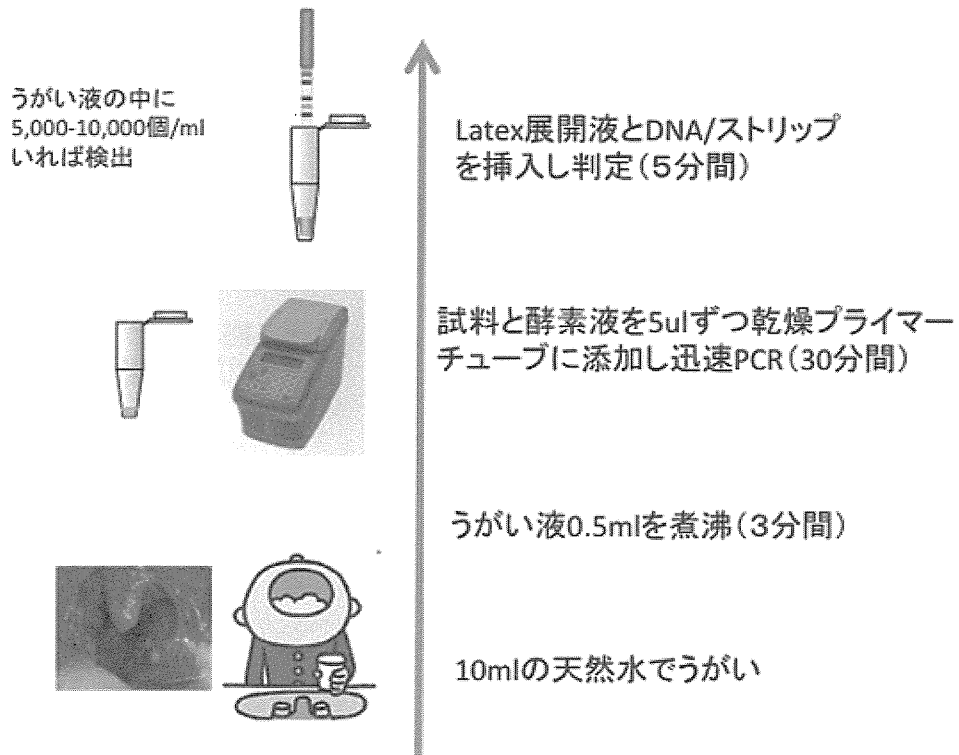 うがい液の中に
5,000-10,000個/ml
いれば検出
Latex展開液とDNA/ストリップ
を挿入し判定(5分間)
試料と酵素液を5ulずつ乾燥プライマー
チューブに添加し迅速PCR(30分間)
うがい液0.5mlを煮沸(3分間)
10mlの天然水でうがい